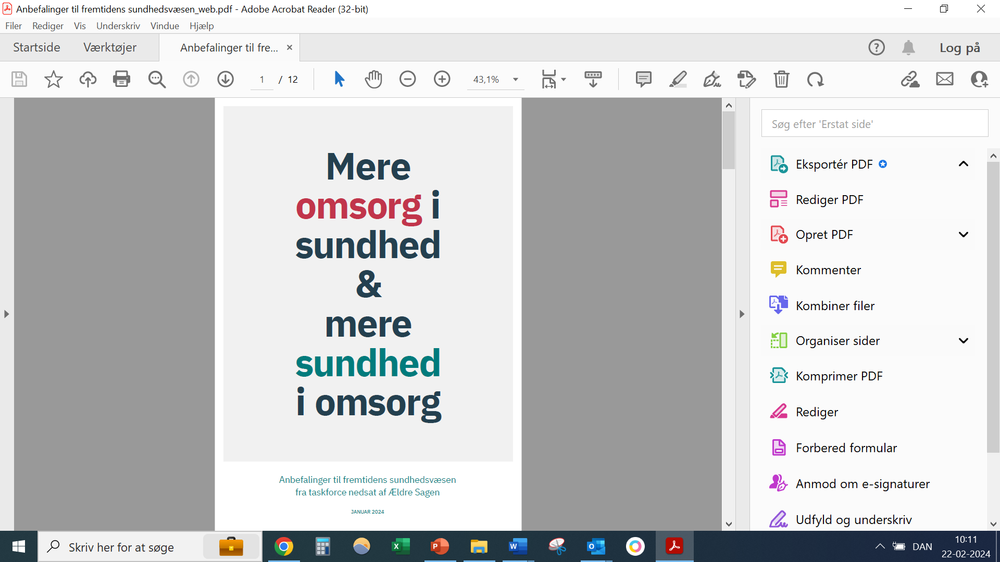 Anbefalinger til fremtidens sundhedsvæsen_web.pdf - Adobe Acrobat Reader (32-bit)
Filer Rediger Vis Underskriv Vindue Hjælp
Startside Værktøjer Anbefalinger til fre... × Log på
1 / 12 43,1%
Mere
omsorg i
sundhed
&
mere
sundhed
i omsorg
Anbefalinger til fremtidens sundhedsvæsen
fra taskforce nedsat af Ældre Sagen
JANUAR 2024
Søg efter 'Erstat side'
Eksportér PDF
Rediger PDF
Opret PDF
Kommenter
Kombiner filer
Organiser sider
Komprimer PDF
Rediger
Forbered formular
Anmod om e-signaturer
Udfyld og underskriv
Skriv her for at søge
DAN
10:11
22-02-2024